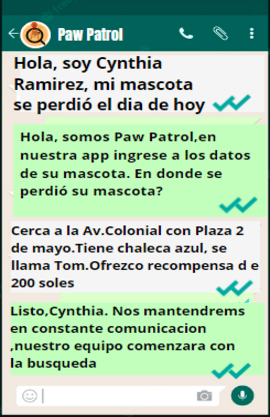 Paw Patrol
Hola, soy Cynthia
Ramirez, mi mascota
se perdió el dia de hoy
Hola, somos Paw Patrol,en
nuestra app ingrese a los datos
de su mascota. En donde se
perdió su mascota?
Cerca a la Av.Colonial con Plaza 2
de mayo.Tiene chaleca azul, se
llama Tom.Ofrezco recompensa d e
200 soles
Listo,Cynthia. Nos mantendrems
en constante comunicacion
,nuestro equipo comenzara con
la busqueda